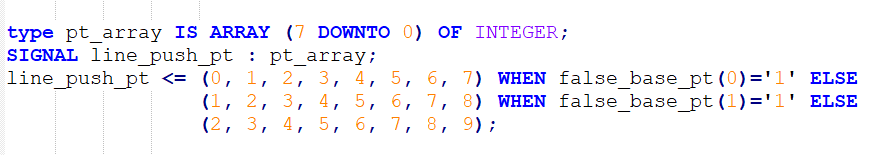 type pt_array IS ARRAY (7 DOWNTO 0) OF INTEGER;
SIGNAL line_push_pt : pt_array;
line_push_pt <= (0, 1, 2, 3, 4, 5, 6, 7) WHEN false_base_pt(0)='1' ELSE
(1, 2, 3, 4, 5, 6, 7, 8) WHEN false_base_pt(1)='1' ELSE
(2, 3, 4, 5, 6, 7, 8, 9);